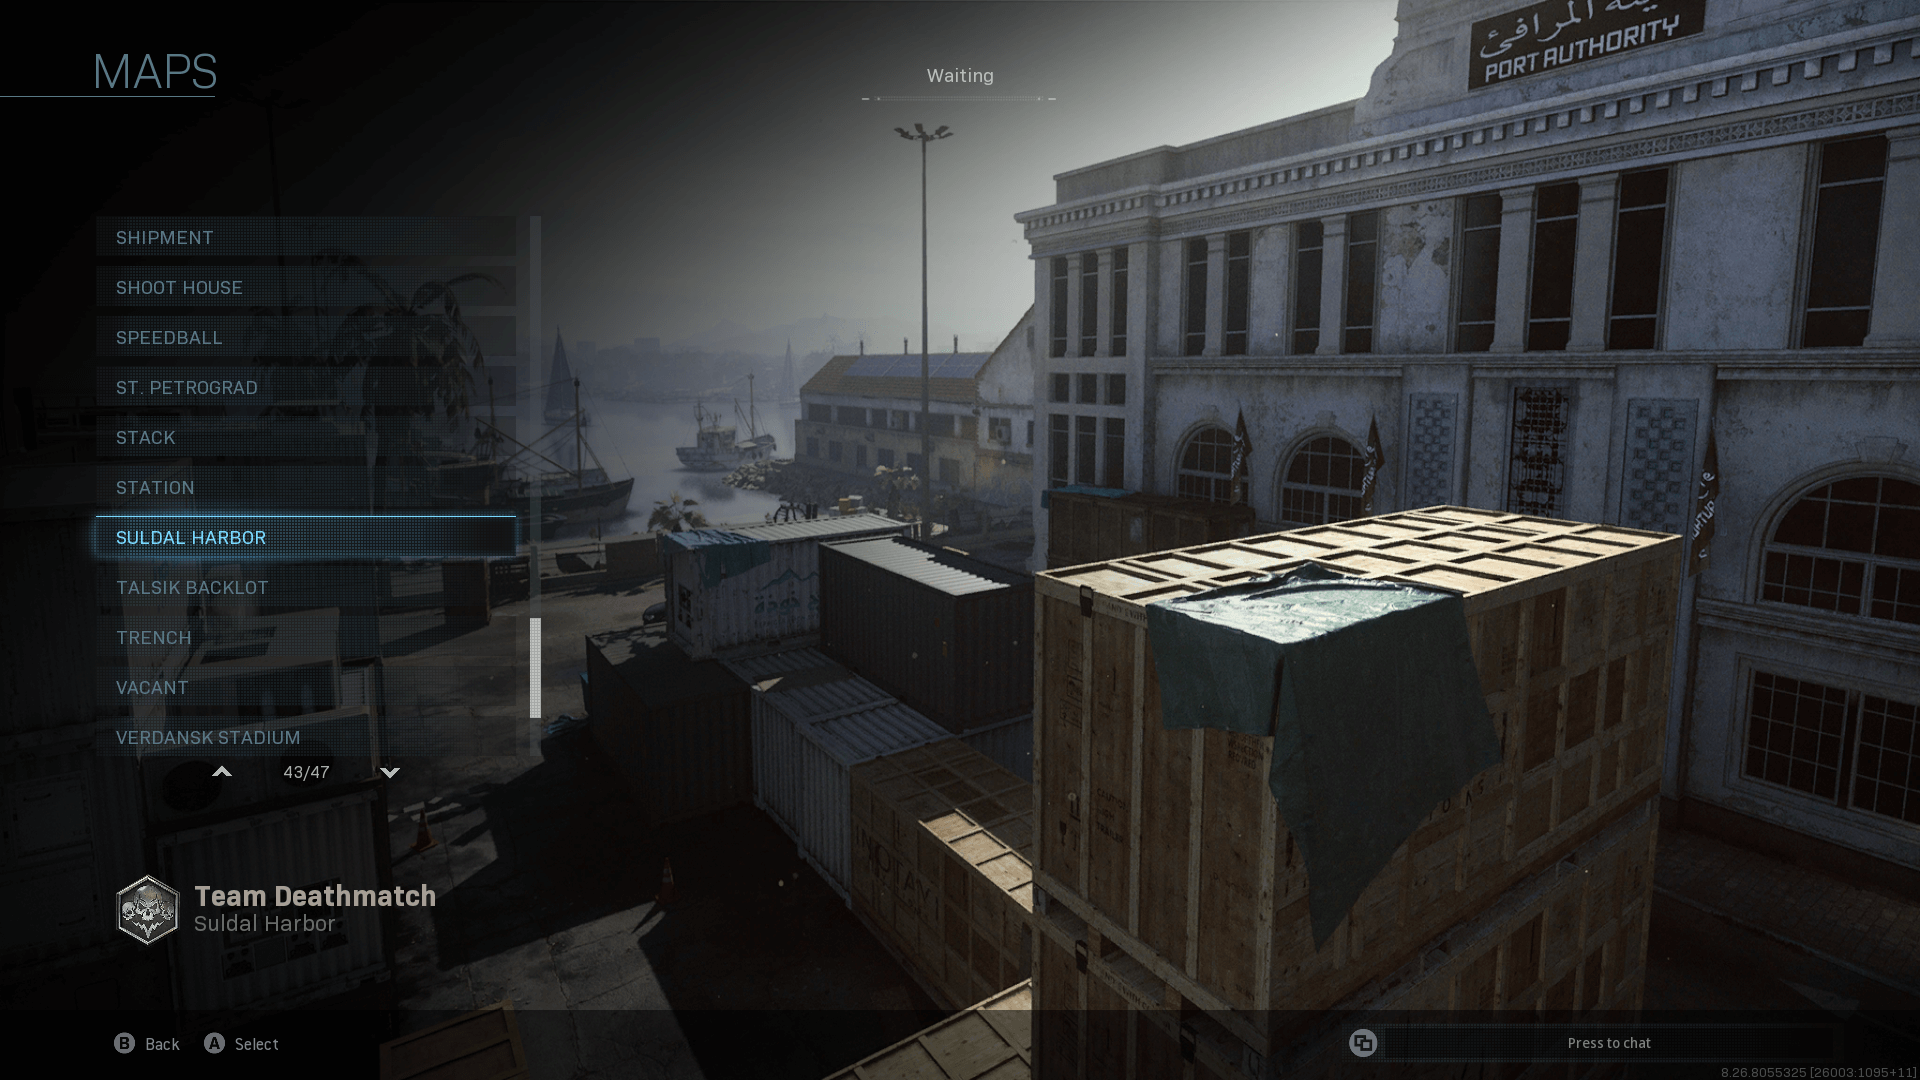 MAPS
Waiting
المرافئ
PORT AUTHORITY
SHIPMENT
SHOOT HOUSE
SPEEDBALL
ST. PETROGRAD
STACK
STATION
SULDAL HARBOR
TALSIK BACKLOT
TRENCH
VACANT
VERDANSK STADIUM
43/47
Team Deathmatch
Suldal Harbor
B Back A Select
Press to chat
8.26.8055325 [26003:1095+11]